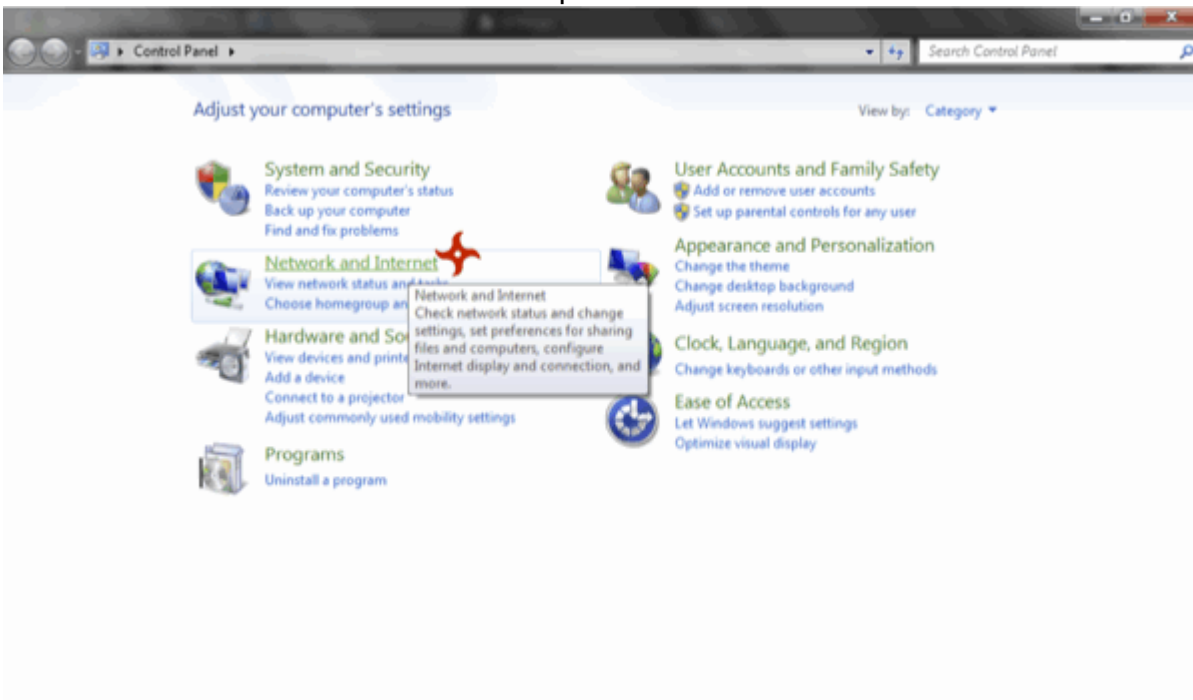 Control Panel
Search Control Panel
Adjust your computer's settings
View by: Category
System and Security
Review your computer's status
Back up your computer
Find and fix problems
Network and Internet
View network status and tasks
Choose homegroup an
Network and Internet
Check network status and change
settings, set preferences for sharing
files and computers, configure
Internet display and connection, and
more.
Hardware and So
View devices and printe
Add a device
Connect to a projector
Adjust commonly used mobility settings
Programs
Uninstall a program
User Accounts and Family Safety
Add or remove user accounts
Set up parental controls for any user
Appearance and Personalization
Change the theme
Change desktop background
Adjust screen resolution
Clock, Language, and Region
Change keyboards or other input methods
Ease of Access
Let Windows suggest settings
Optimize visual display